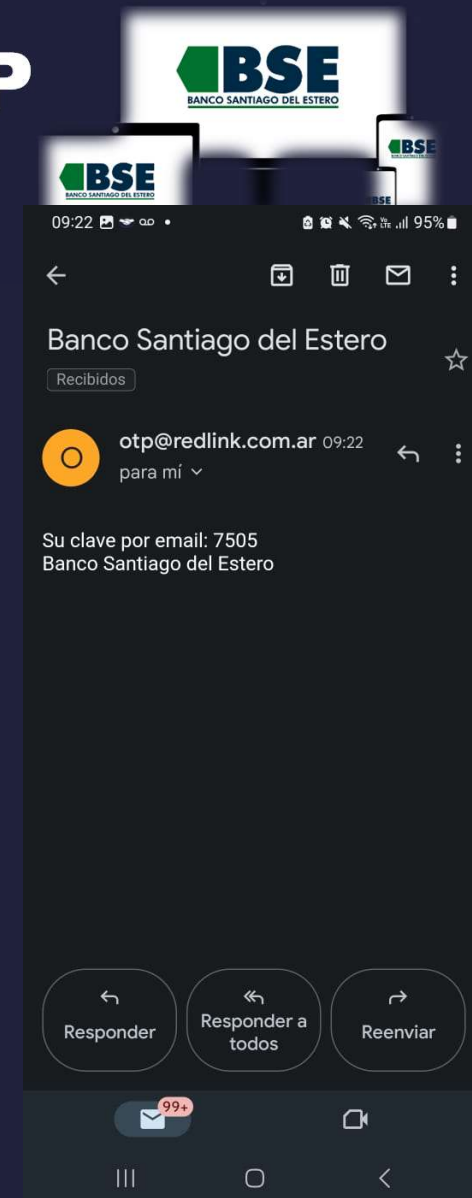 BSE
BANCO SANTIAGO DEL ESTERO
BSE
BSE
BANCO SANTIAGO DEL ESTERO
BSE
09:22
LTE
95%
Banco Santiago del Estero
Recibidos
O
otp@redlink.com.ar 09:22
para mí
Su clave por email: 7505
Banco Santiago del Estero
Responder
Responder a
todos
Reenviar
99+